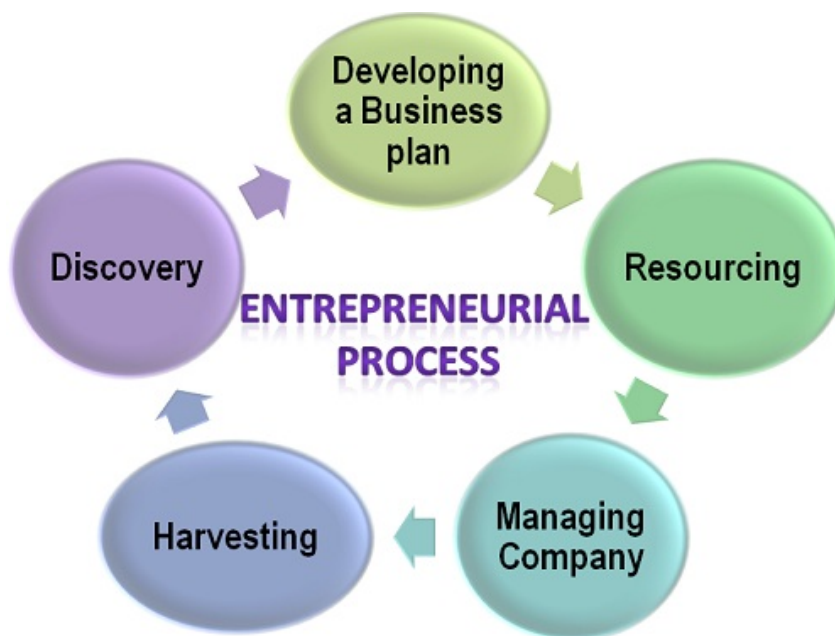 Developing
a Business
plan
Discovery
Resourcing
ENTREPRENEURIAL
PROCESS
Harvesting
Managing
Company